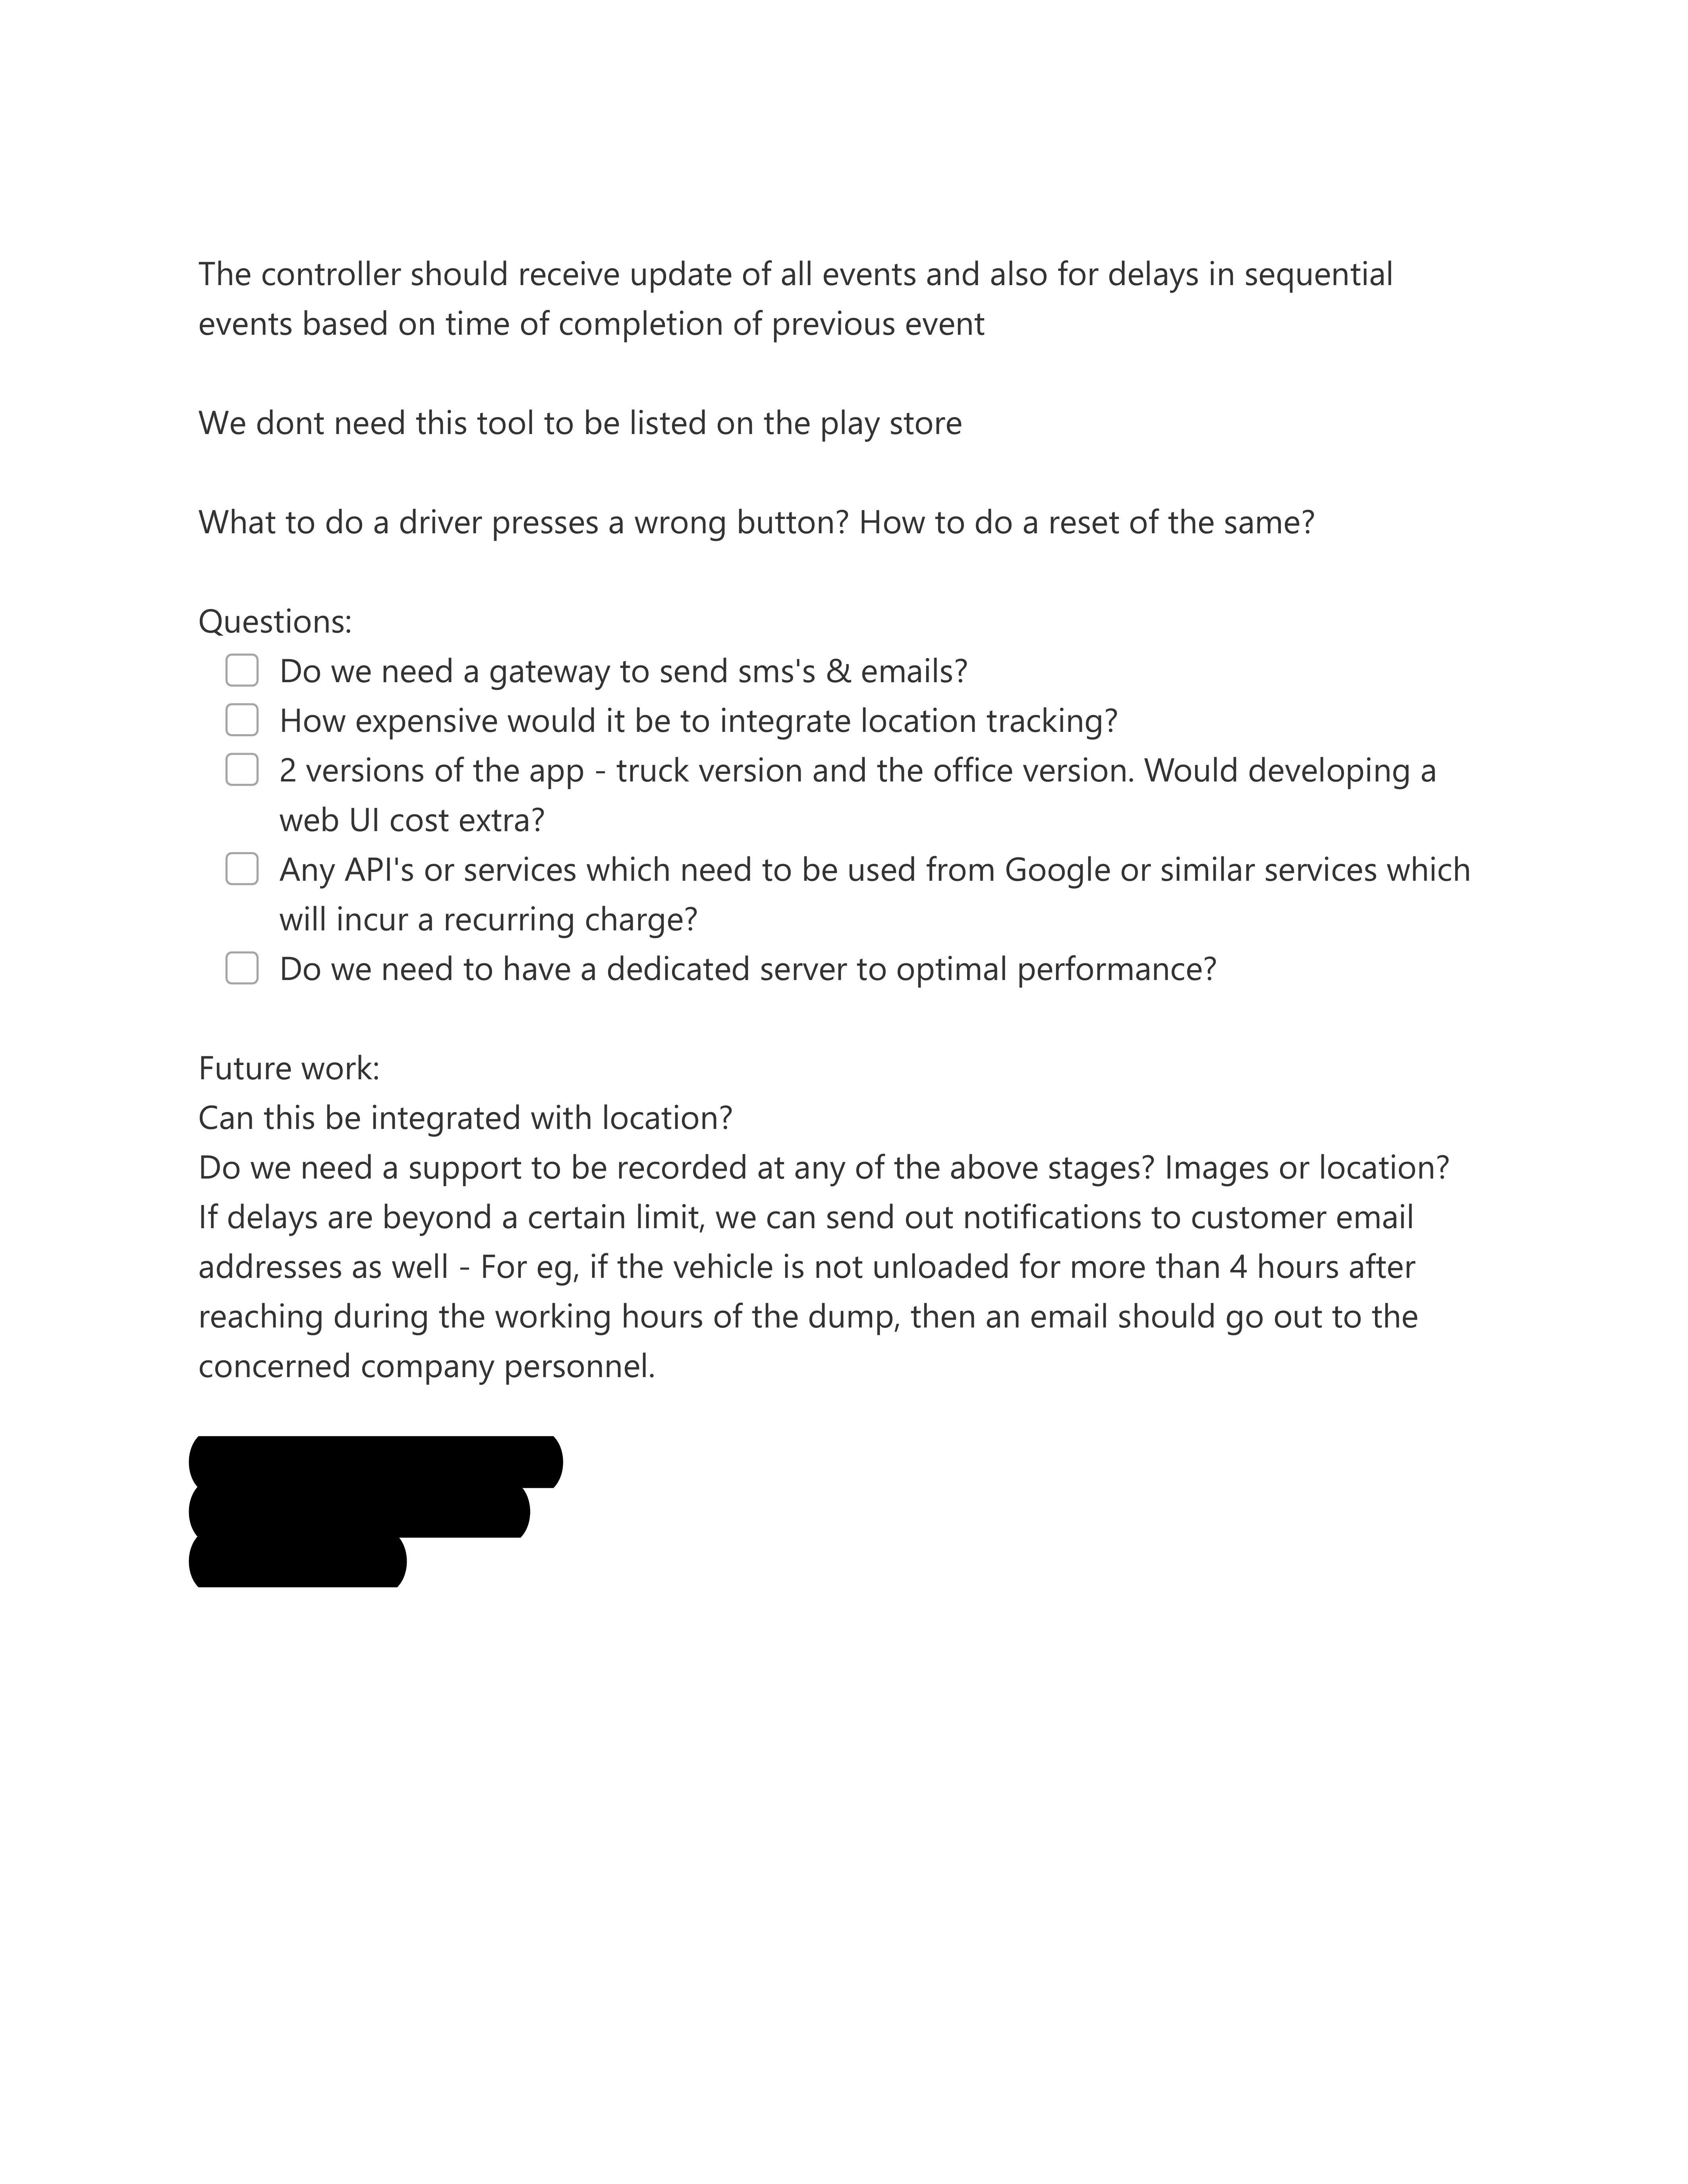 The controller should receive update of all events and also for delays in sequential
events based on time of completion of previous event
We dont need this tool to be listed on the play store
What to do a driver presses a wrong button? How to do a reset of the same?
Questions:
Do we need a gateway to send sms's & emails?
How expensive would it be to integrate location tracking?
2 versions of the app - truck version and the office version. Would developing a
web UI cost extra?
Any API's or services which need to be used from Google or similar services which
will incur a recurring charge?
Do we need to have a dedicated server to optimal performance?
Future work:
Can this be integrated with location?
Do we need a support to be recorded at any of the above stages? Images or location?
If delays are beyond a certain limit, we can send out notifications to customer email
addresses as well - For eg, if the vehicle is not unloaded for more than 4 hours after
reaching during the working hours of the dump, then an email should go out to the
concerned company personnel.